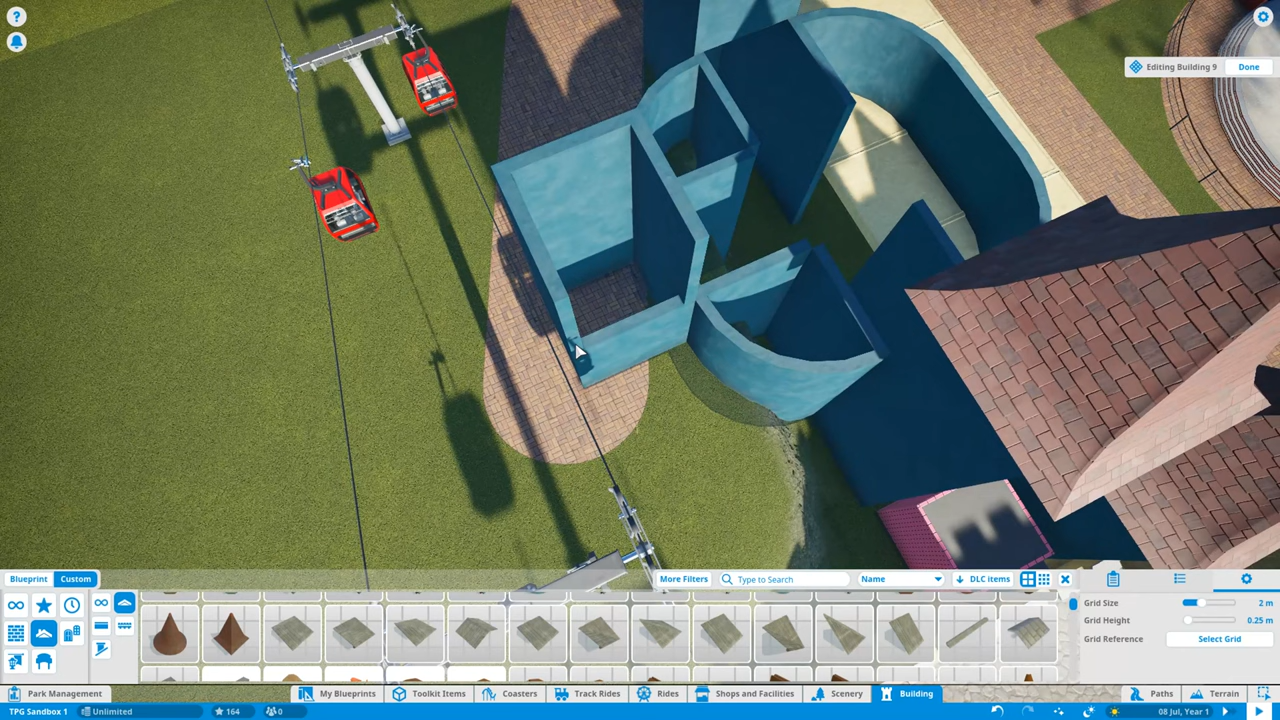 ?
Editing Building 9 Done
Blueprint Custom
More Filters Type to Search Name DLC items
Grid Size 2 m
Grid Height 0.25 m
Grid Reference Select Grid
Park Management My Blueprints Toolkit Items Coasters Track Rides Rides Shops and Facilities Scenery Building Paths Terrain
TPG Sandbox 1 Unlimited 164 0 08 Jul, Year 1